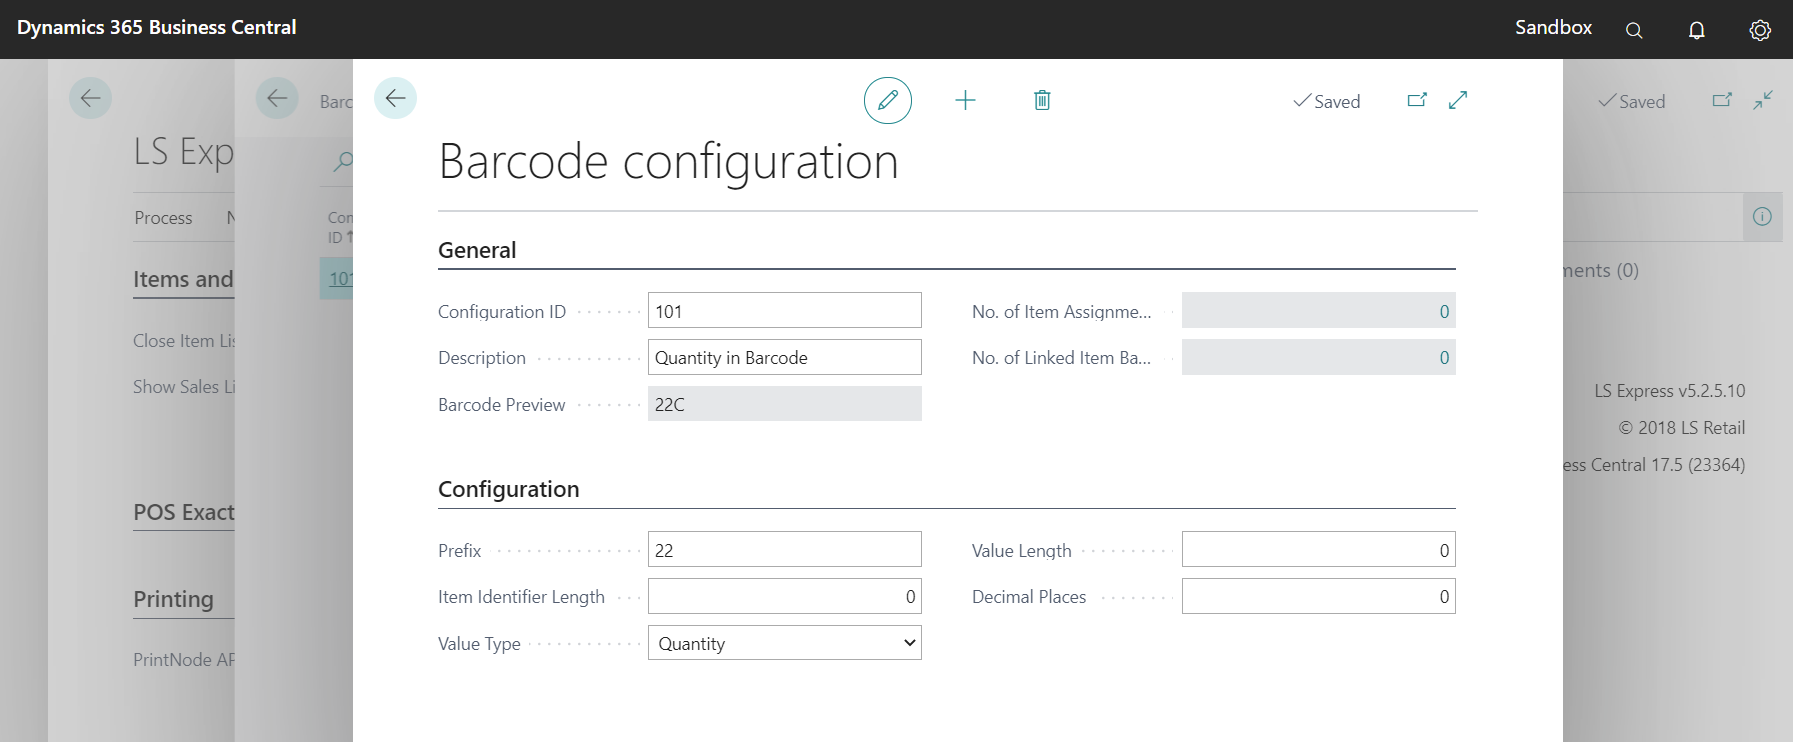 Dynamics 365 Business Central
Sandbox
LS Exp
Process N
Items and
Close Item Lis
Show Sales Li
POS Exact
Printing
PrintNode AP
Barc
Con
ID
101
Saved
Barcode configuration
General
Configuration ID 101
Description Quantity in Barcode
Barcode Preview 22C
No. of Item Assignme... 0
No. of Linked Item Ba... 0
Configuration
Prefix 22
Item Identifier Length 0
Value Type Quantity
Value Length 0
Decimal Places 0
Saved
ments (0)
LS Express v5.2.5.10
© 2018 LS Retail
ess Central 17.5 (23364)